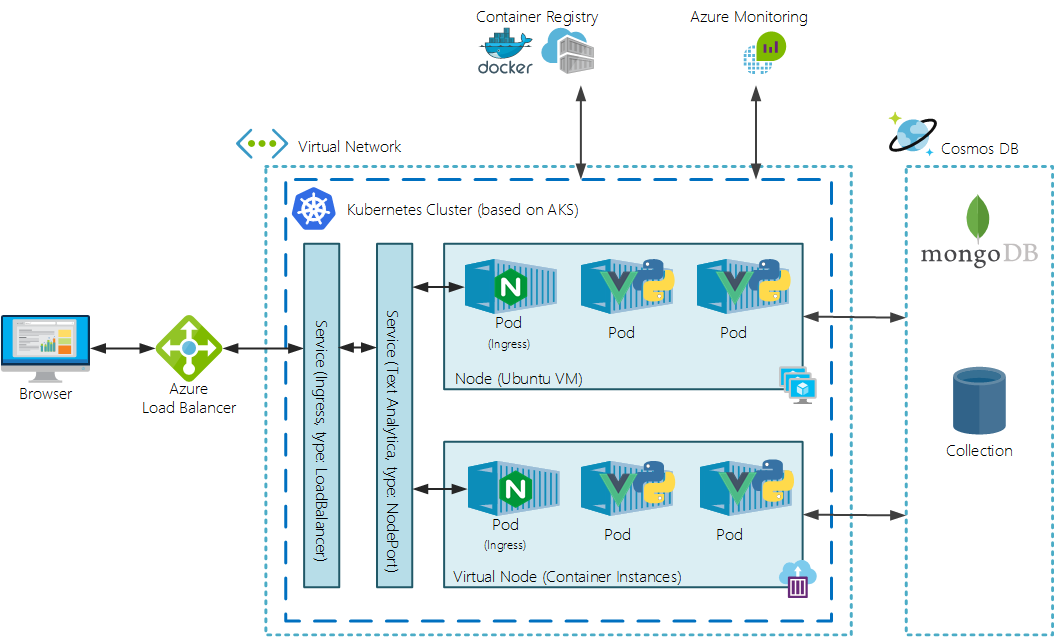 Container Registry
Azure Monitoring
docker
Virtual Network
Cosmos DB
Kubernetes Cluster (based on AKS)
mongoDB
Service (Ingress, type: LoadBalancer)
Service (Text Analytica, type: NodePort)
N
Pod
(Ingress)
Pod
Pod
Node (Ubuntu VM)
Browser
Azure
Load Balancer
Collection
N
Pod
(Ingress)
Pod
Pod
Virtual Node (Container Instances)